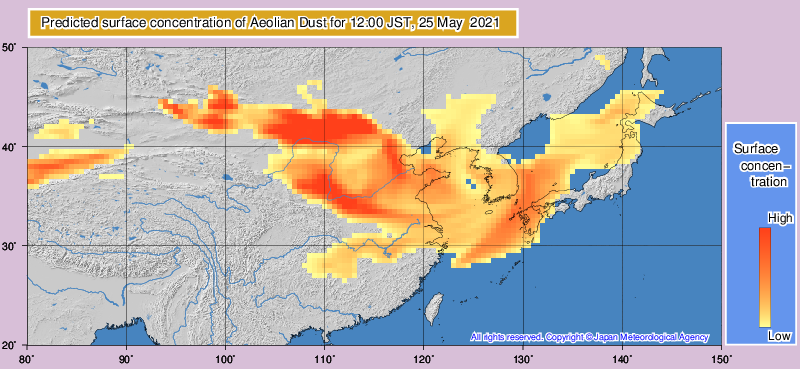 Predicted surface concentration of Aeolian Dust for 12:00 JST, 25 May 2021
50°
40°
30°
20°
80°
90°
100°
110°
120°
130°
140°
150°
All rights reserved. Copyright © Japan Meteorological Agency
Surface
concen-
tration
High
Low